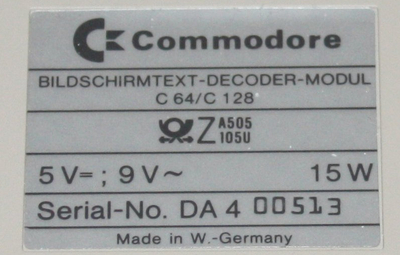 Commodore
BILDSCHIRMTEXT-DECODER-MODUL
C 64/C 128
Z A505
105U
5 V=; 9 V~ 15 W
Serial-No. DA 4 00513
Made in W.-Germany